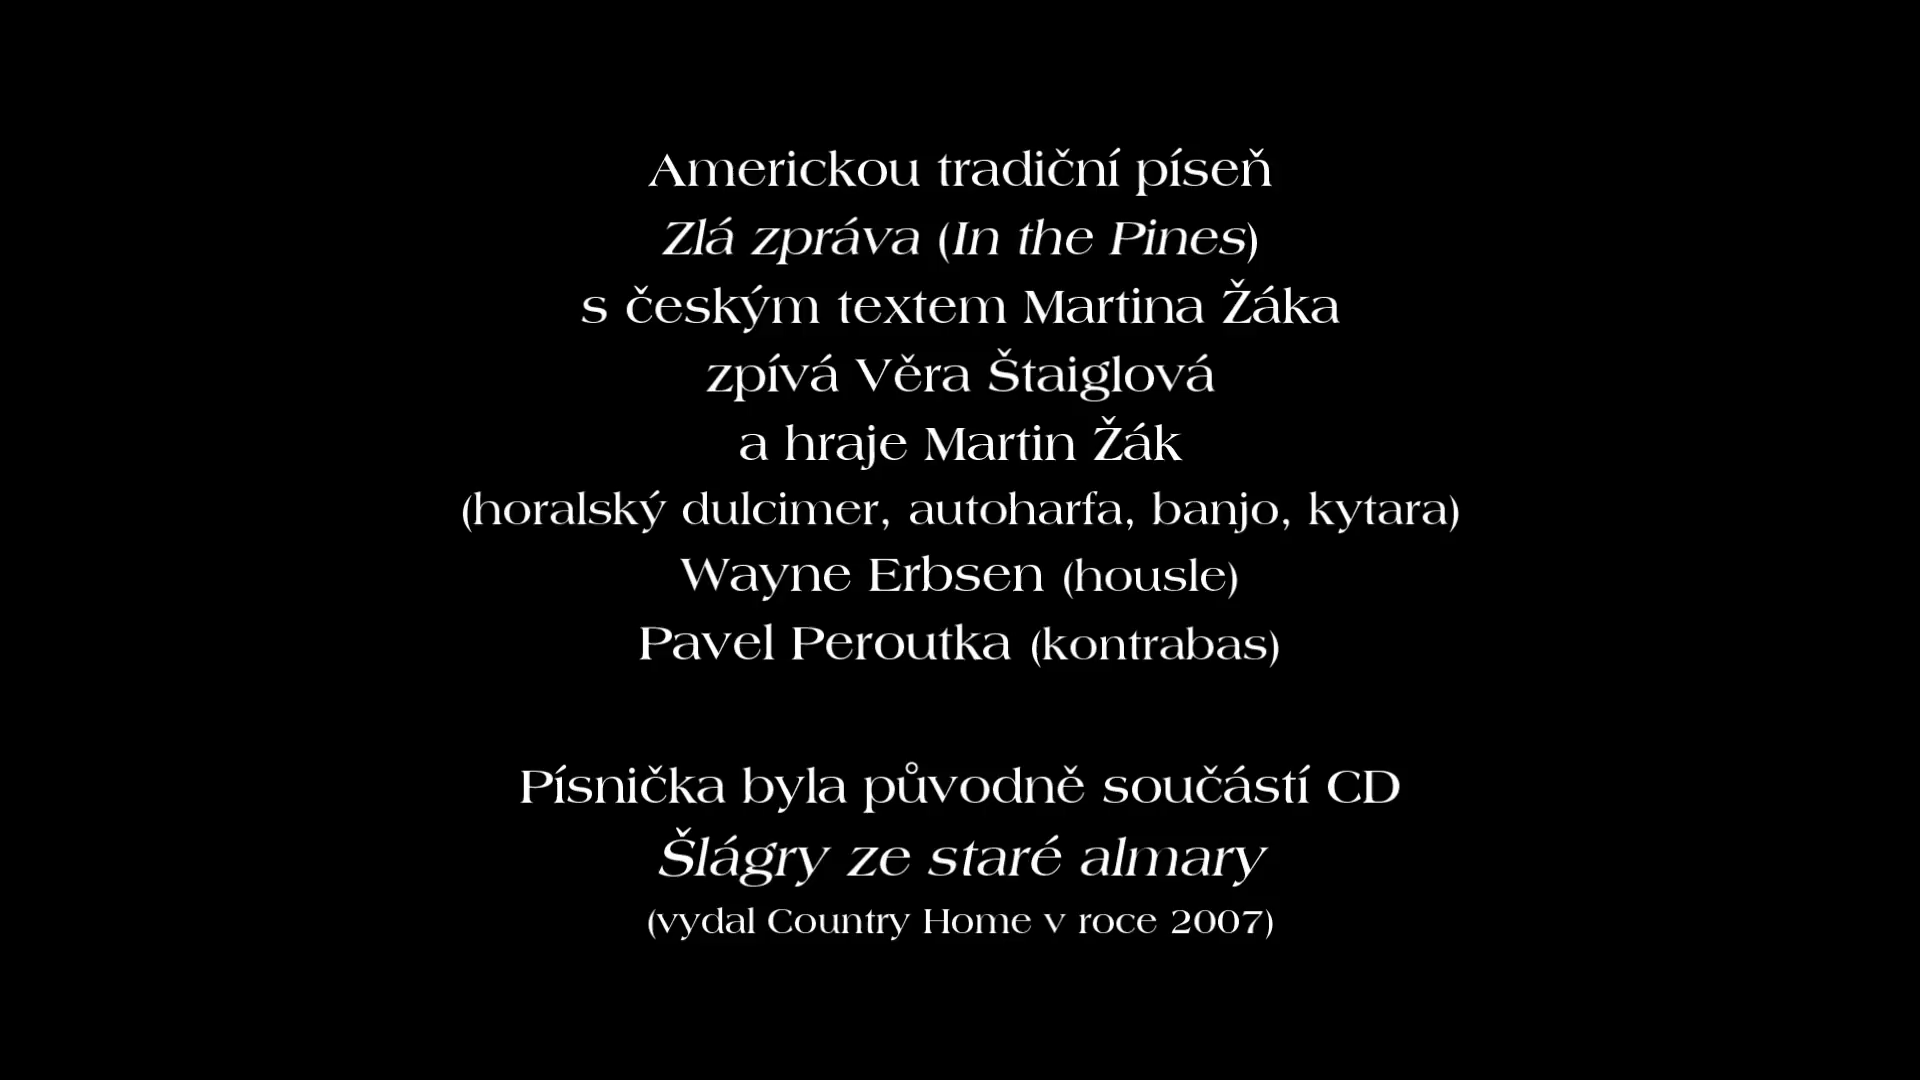 Americkou tradiční píseň
Zlá zpráva (In the Pines)
s českým textem Martina Žáka
zpívá Věra Štaiglová
a hraje Martin Žák
(horalský dulcimer, autoharfa, banjo, kytara)
Wayne Erbsen (housle)
Pavel Peroutka (kontrabas)
Písnička byla původně součástí CD
Šlágry ze staré almary
(vydal Country Home v roce 2007)